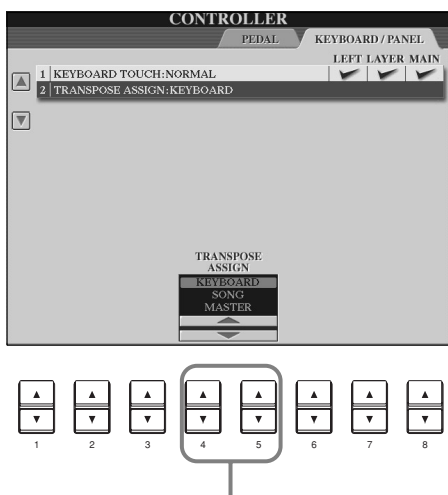 CONTROLLER
PEDAL KEYBOARD / PANEL
LEFT LAYER MAIN
1 KEYBOARD TOUCH:NORMAL
2 TRANSPOSE ASSIGN:KEYBOARD
TRANSPOSE
ASSIGN
KEYBOARD
SONG
MASTER
1 2 3 4 5 6 7 8